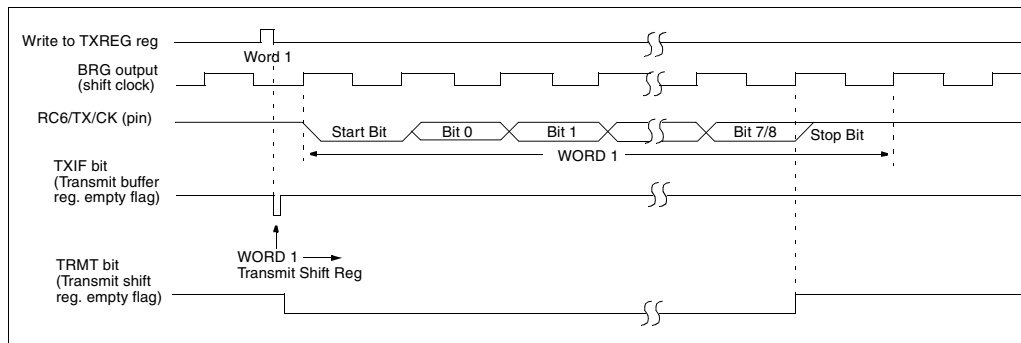 Write to TXREG reg
Word 1
BRG output
(shift clock)
RC6/TX/CK (pin)
Start Bit
Bit 0
Bit 1
Bit 7/8
Stop Bit
WORD 1
TXIF bit
(Transmit buffer
reg. empty flag)
WORD 1
Transmit Shift Reg
TRMT bit
(Transmit shift
reg. empty flag)